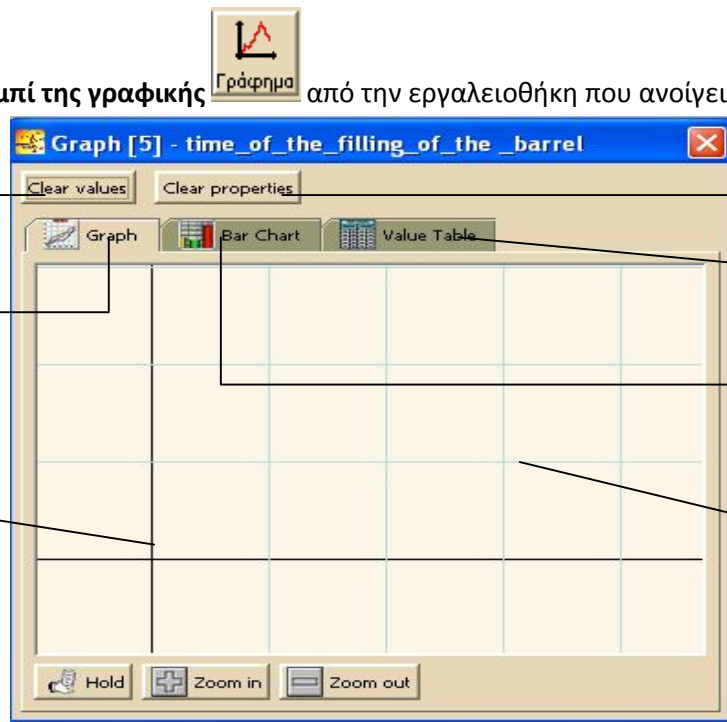 Γράφημα
μπί της γραφικής από την εργαλειοθήκη που ανοίγει
Graph [5] - time_of_the_filling_of_the _barrel
Clear values Clear properties
Graph Bar Chart Value Table
Hold Zoom in Zoom out